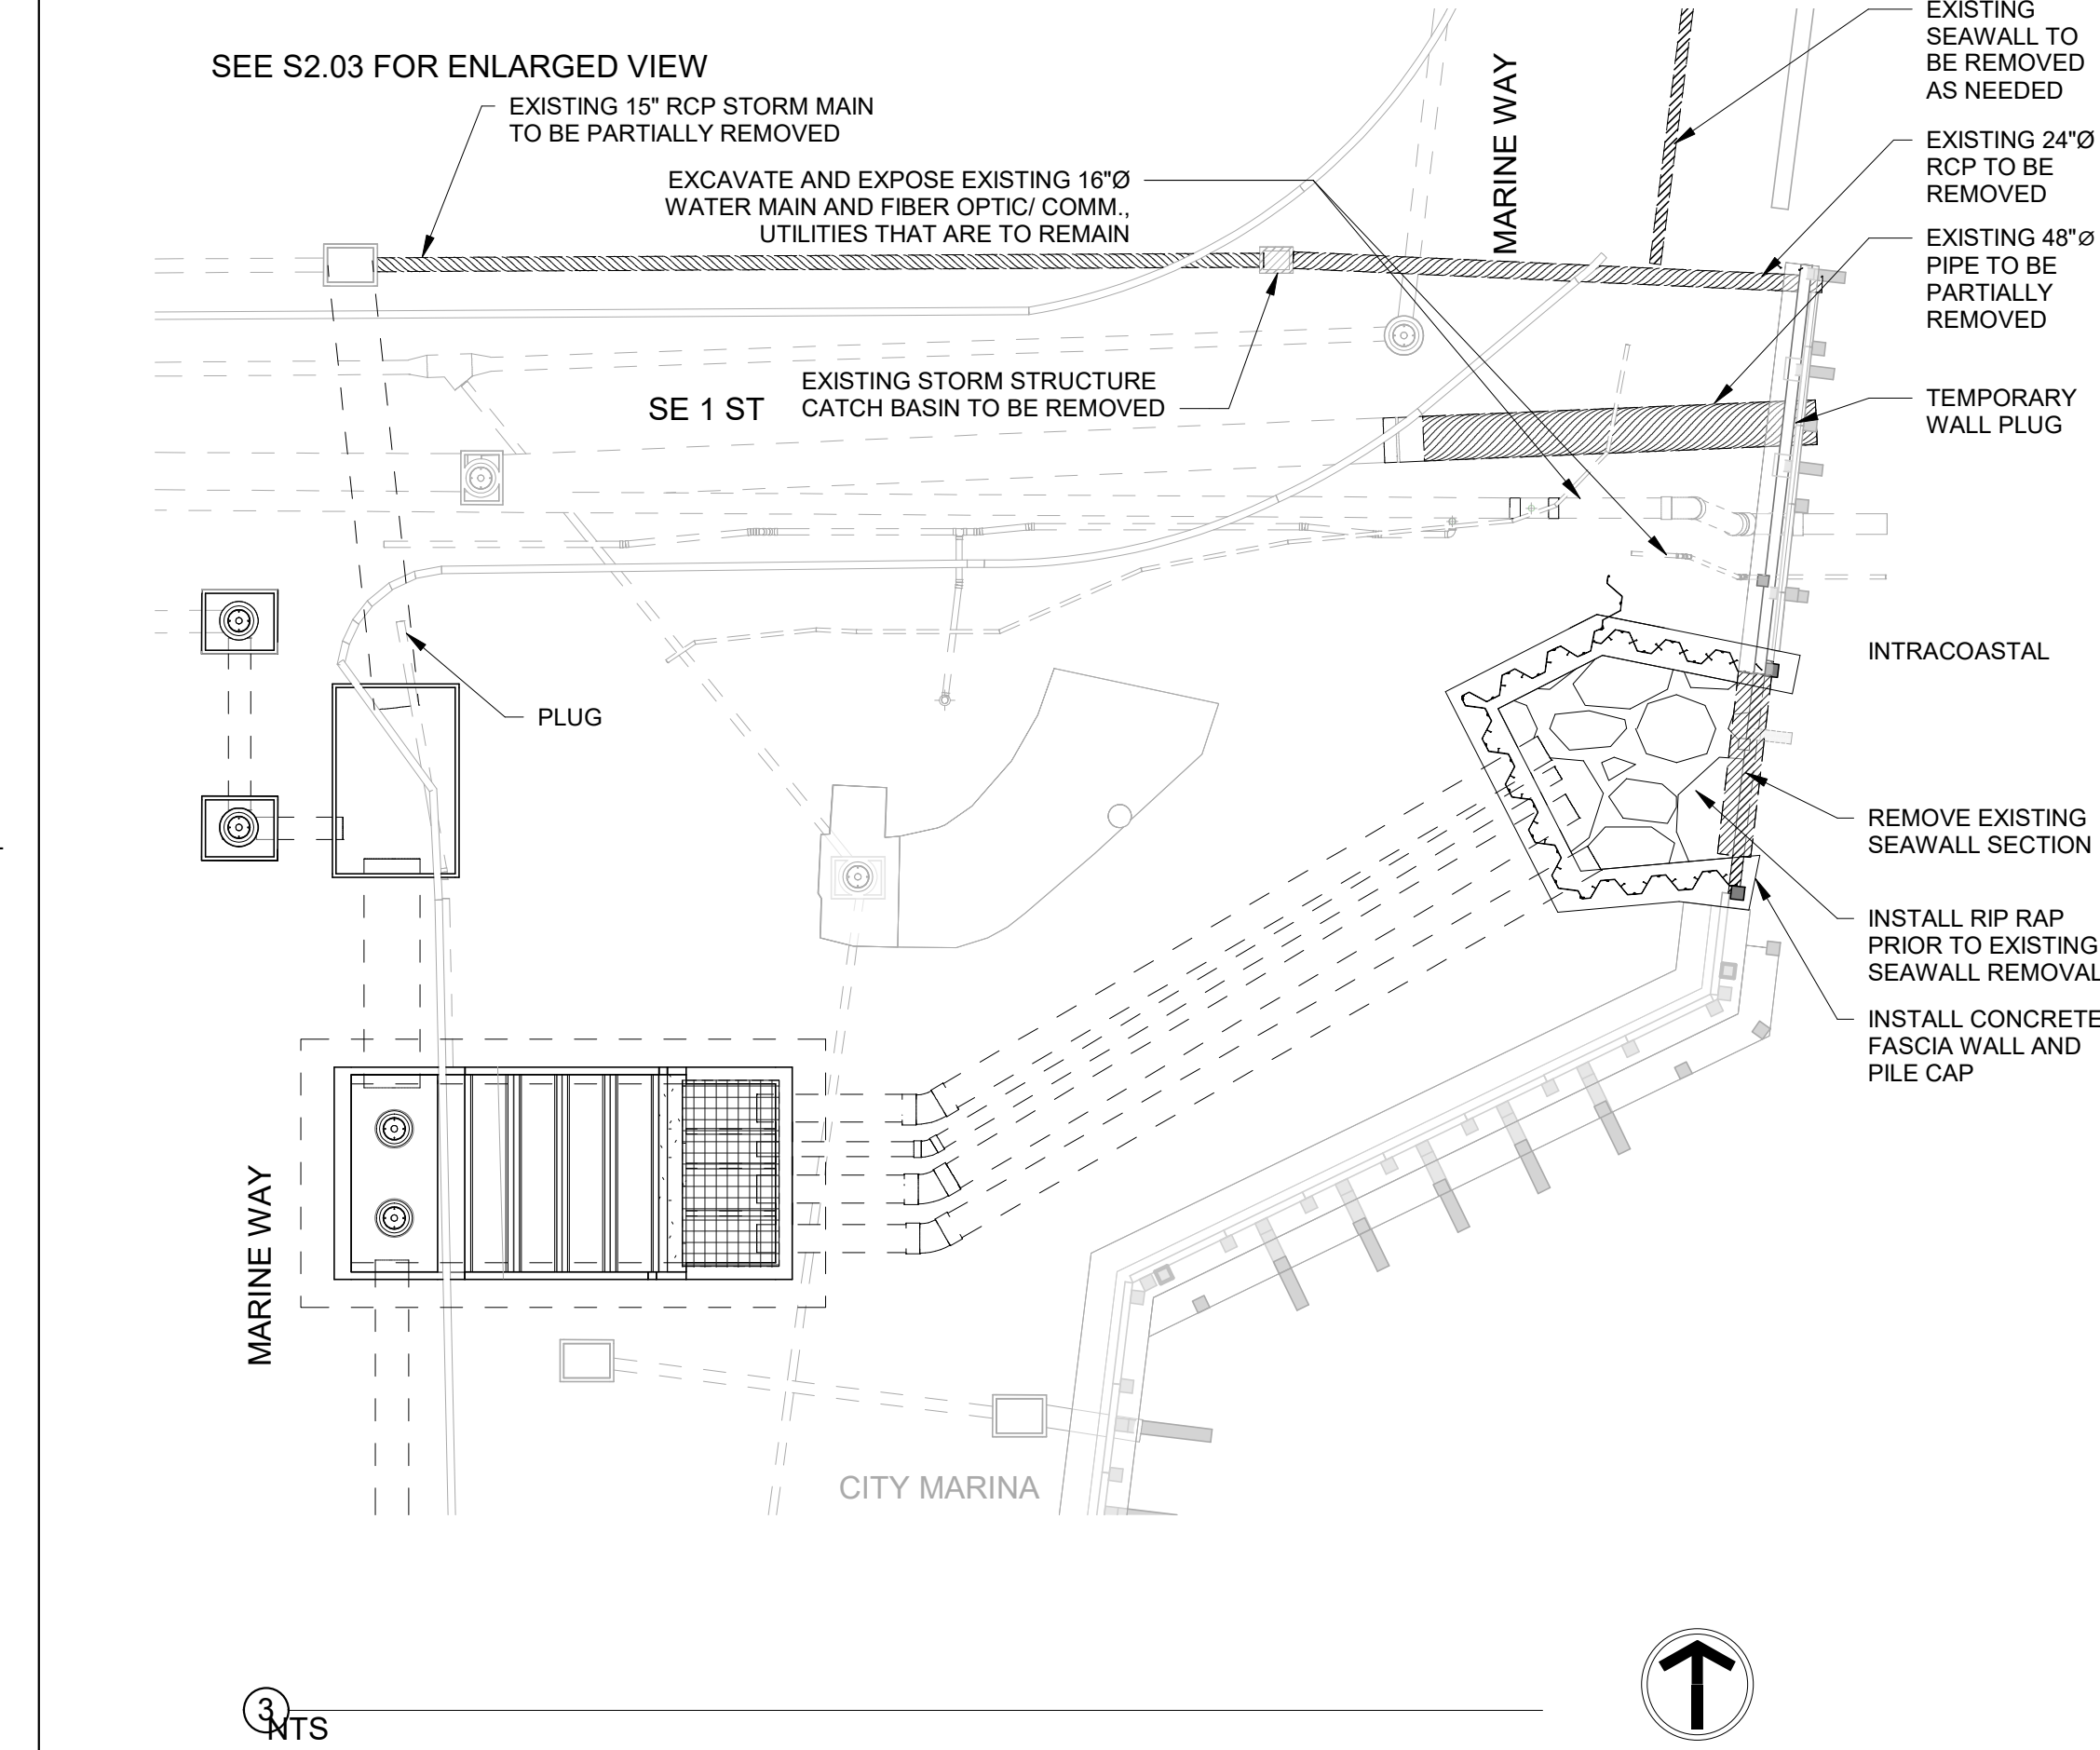 SEE S2.03 FOR ENLARGED VIEW
EXISTING 15" RCP STORM MAIN
TO BE PARTIALLY REMOVED
EXCAVATE AND EXPOSE EXISTING 16"Ø
WATER MAIN AND FIBER OPTIC/ COMM.,
UTILITIES THAT ARE TO REMAIN
MARINE WAY
EXISTING
SEAWALL TO
BE REMOVED
AS NEEDED
EXISTING 24"Ø
RCP TO BE
REMOVED
EXISTING 48"Ø
PIPE TO BE
PARTIALLY
REMOVED
TEMPORARY
WALL PLUG
SE 1 ST
EXISTING STORM STRUCTURE
CATCH BASIN TO BE REMOVED
PLUG
INTRACOASTAL
REMOVE EXISTING
SEAWALL SECTION
INSTALL RIP RAP
PRIOR TO EXISTING
SEAWALL REMOVAL
INSTALL CONCRETE
FASCIA WALL AND
PILE CAP
MARINE WAY
CITY MARINA
3
NTS